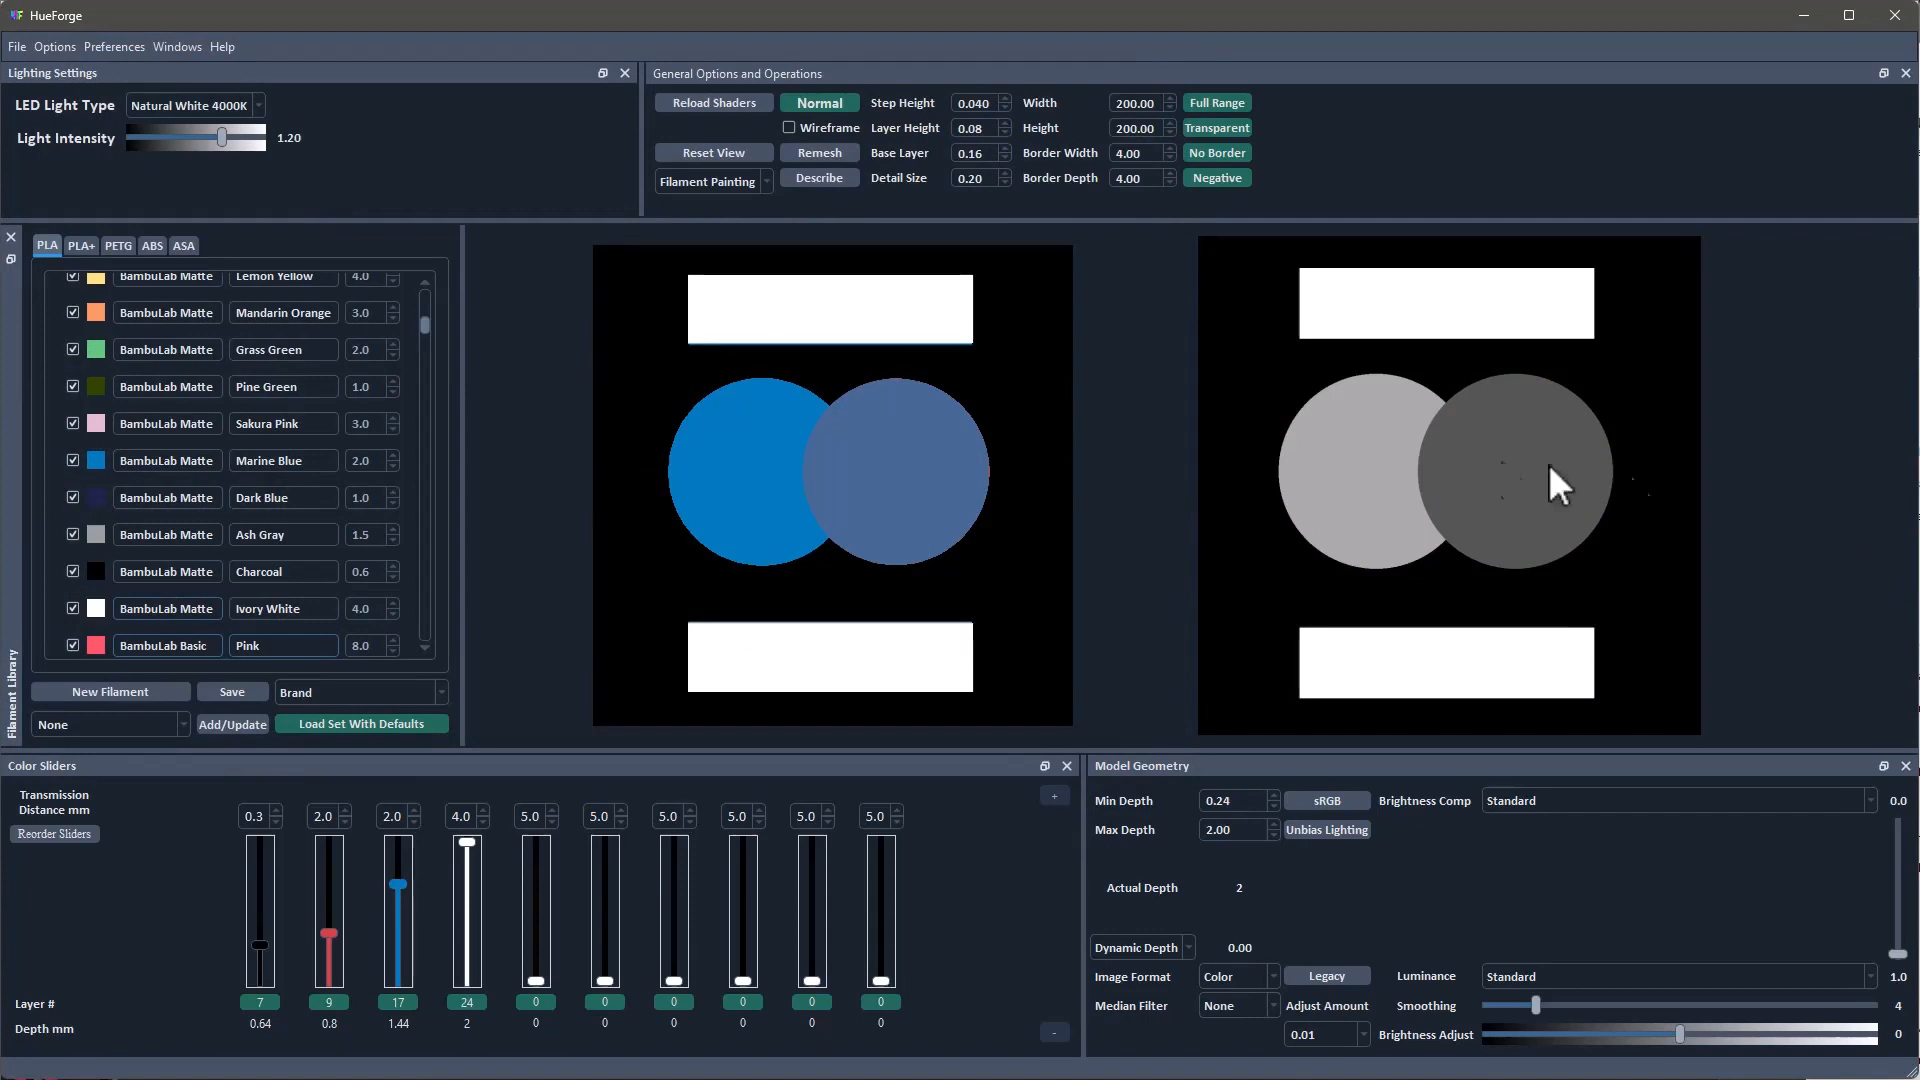 HueForge
File Options Preferences Windows Help
Lighting Settings
LED Light Type Natural White 4000K
Light Intensity 1.20
General Options and Operations
Reload Shaders Normal Step Height 0.040 Width 200.00 Full Range
Wireframe Layer Height 0.08 Height 200.00 Transparent
Reset View Remesh Base Layer 0.16 Border Width 4.00 No Border
Filament Painting Describe Detail Size 0.20 Border Depth 4.00 Negative
Filament Library
PLA PLA+ PETG ABS ASA
BambuLab Matte Lemon Yellow 4.0
BambuLab Matte Mandarin Orange 3.0
BambuLab Matte Grass Green 2.0
BambuLab Matte Pine Green 1.0
BambuLab Matte Sakura Pink 3.0
BambuLab Matte Marine Blue 2.0
BambuLab Matte Dark Blue 1.0
BambuLab Matte Ash Gray 1.5
BambuLab Matte Charcoal 0.6
BambuLab Matte Ivory White 4.0
BambuLab Basic Pink 8.0
New Filament Save Brand
None Add/Update Load Set With Defaults
Color Sliders
Transmission
Distance mm
0.3 2.0 2.0 4.0 5.0 5.0 5.0 5.0 5.0 5.0
+
Reorder Sliders
Layer # 7 9 17 24 0 0 0 0 0 0
Depth mm 0.64 0.8 1.44 2 0 0 0 0 0 0
-
Model Geometry
Min Depth 0.24 sRGB Brightness Comp Standard 0.0
Max Depth 2.00 Unbias Lighting
Actual Depth 2
Dynamic Depth 0.00
Image Format Color Legacy Luminance Standard 1.0
Median Filter None Adjust Amount Smoothing 4
0.01 Brightness Adjust 0